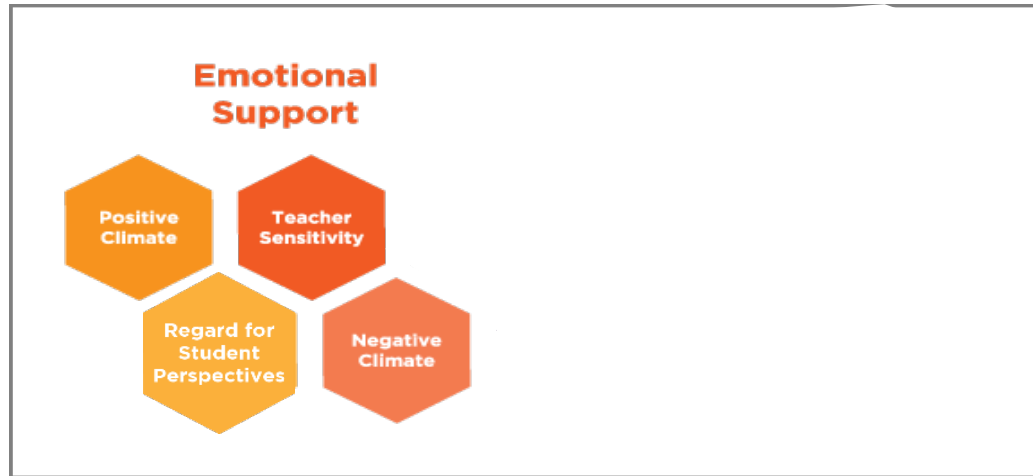 Emotional
Support
Positive
Climate
Teacher
Sensitivity
Regard for
Student
Perspectives
Negative
Climate